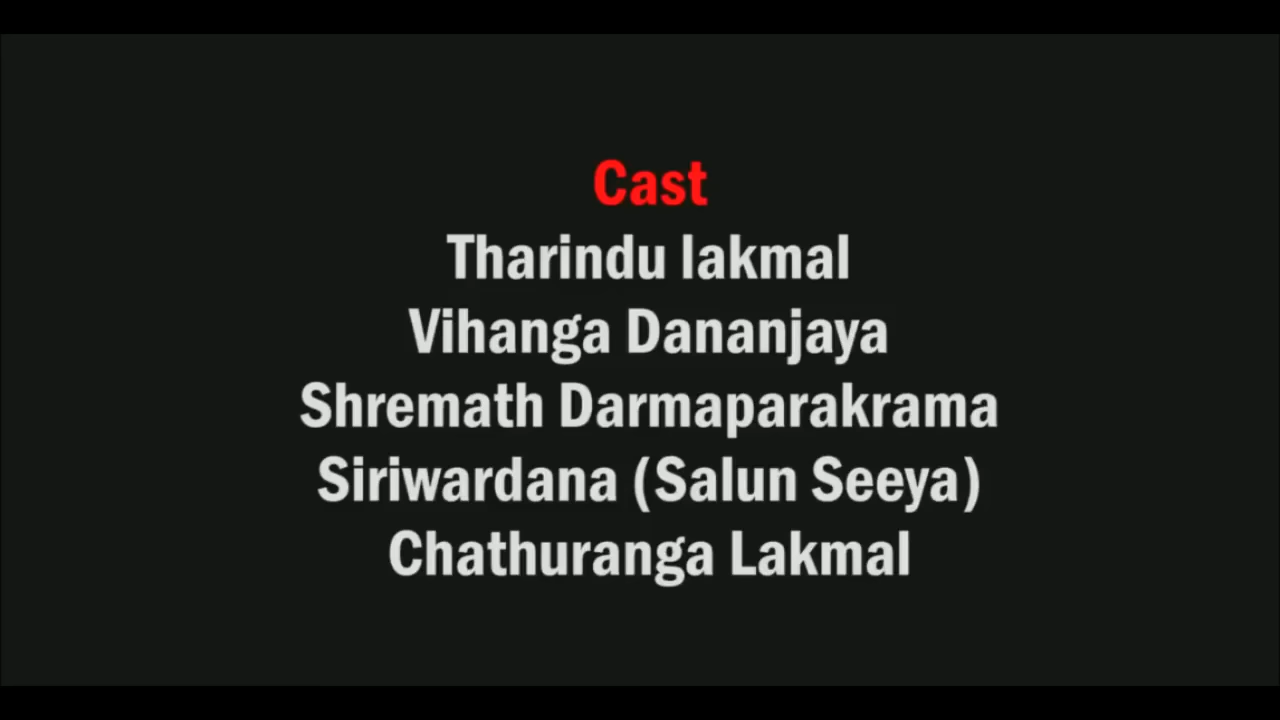 Cast
Tharindu lakmal
Vihanga Dananjaya
Shremath Darmaparakrama
Siriwardana (Salun Seeya)
Chathuranga Lakmal